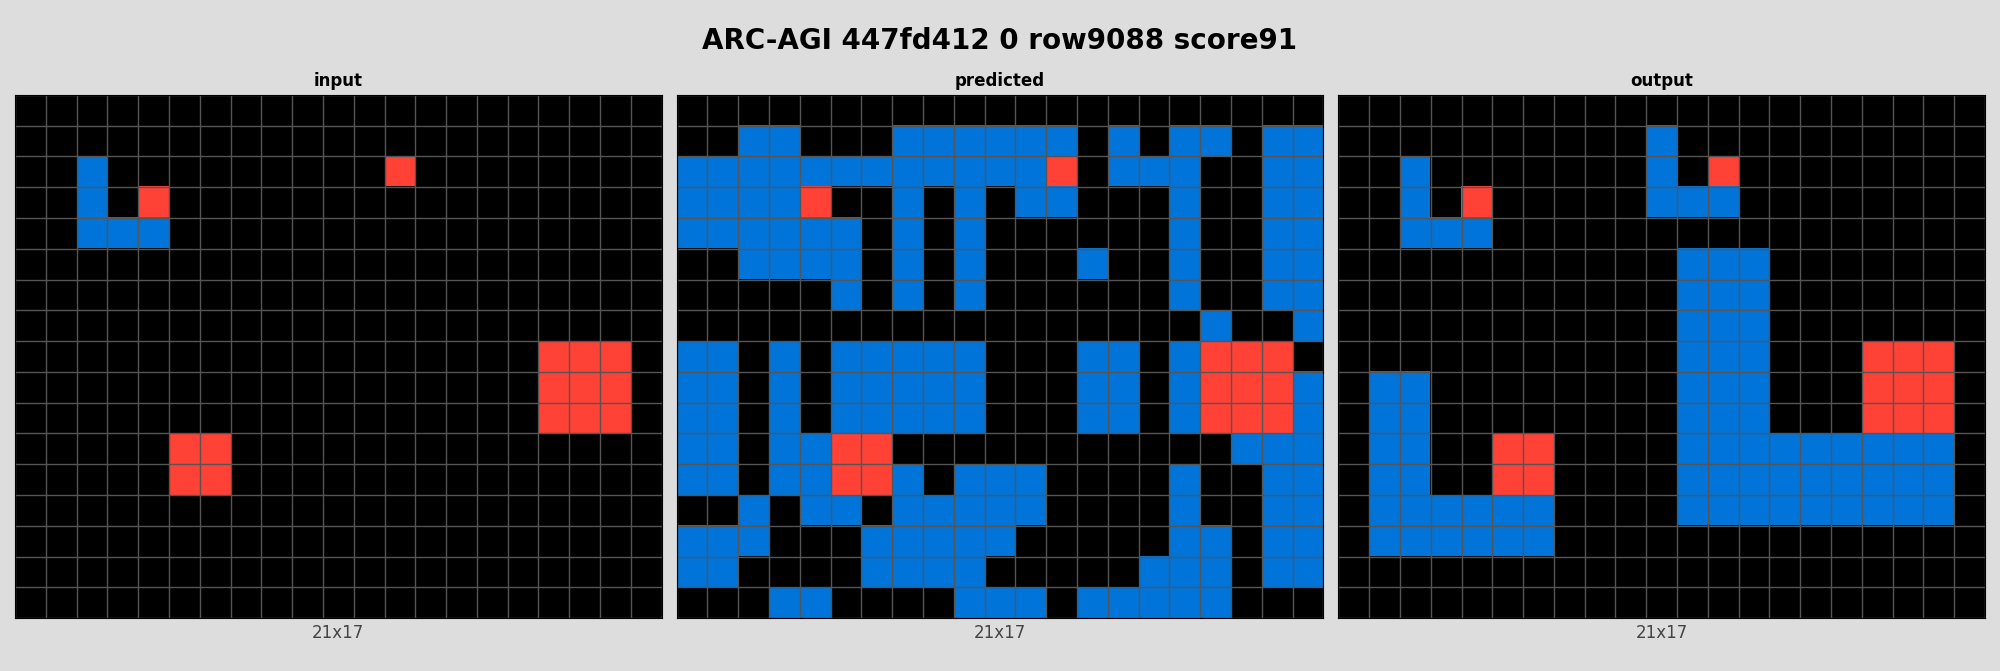 ARC-AGI 447fd412 0 row9088 score91
input
predicted
output
21x17
21x17
21x17